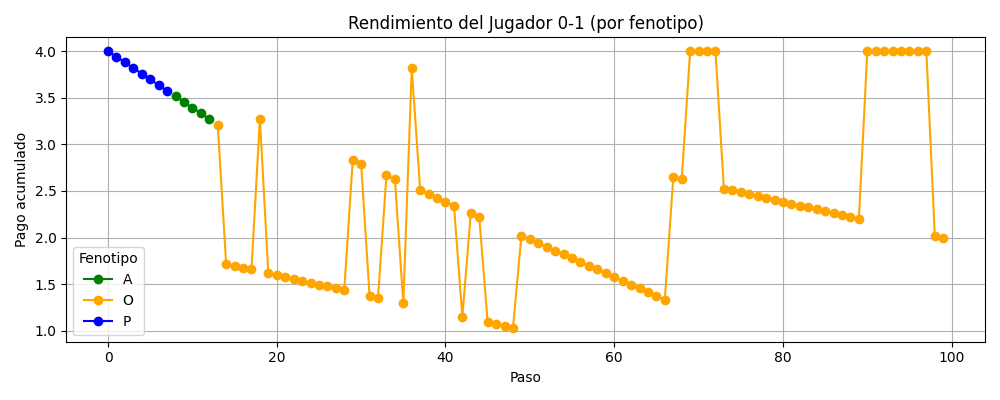 Rendimiento del Jugador 0-1 (por fenotipo)
Pago acumulado
4.0
3.5
3.0
2.5
2.0
1.5
1.0
Fenotipo
A
O
P
0
20
40
60
80
100
Paso